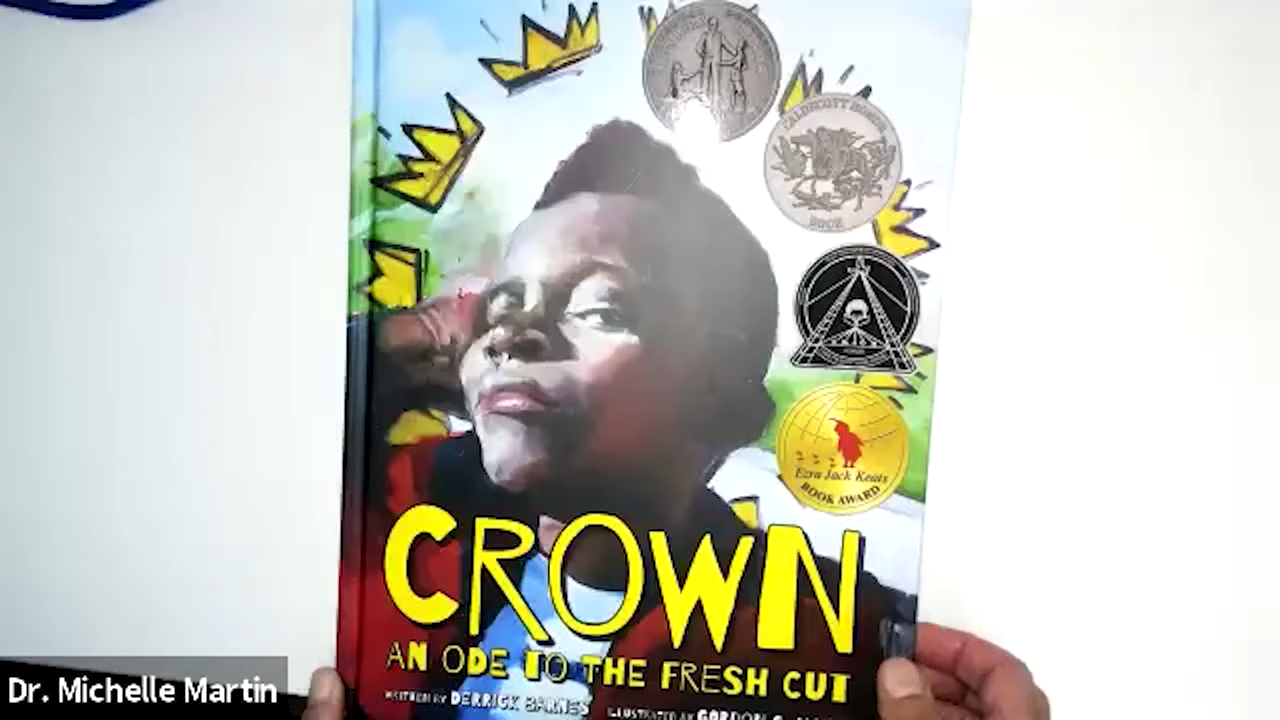 CALDECOTT HONOR
BOOK
Ezra Jack Keats
BOOK AWARD
CROWN
AN ODE TO THE FRESH CUT
WRITTEN BY DERRICK BARNES ILLUSTRATED BY GORDON C.
Dr. Michelle Martin